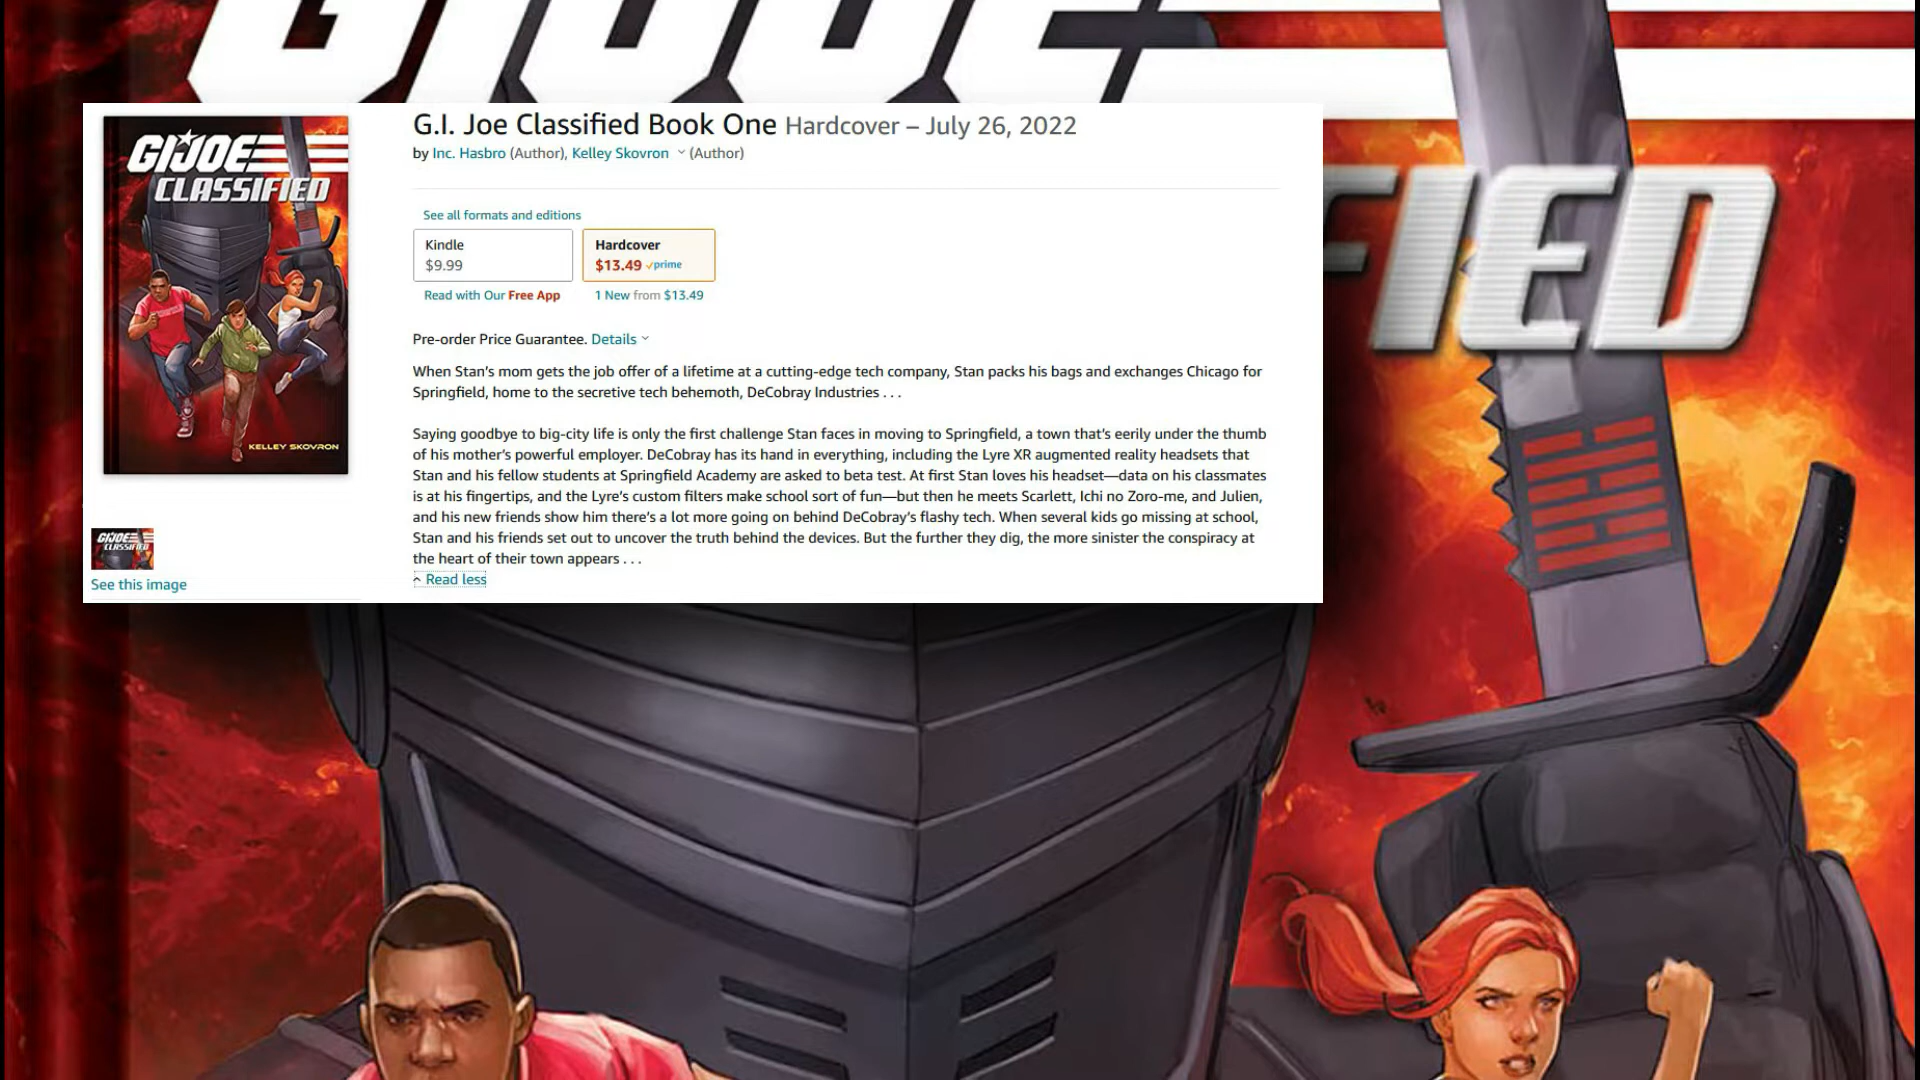 GIJOE
FIED
GIJOE
CLASSIFIED
KELLEY SKOVRON
GIJOE
CLASSIFIED
See this image
G.I. Joe Classified Book One Hardcover – July 26, 2022
by Inc. Hasbro (Author), Kelley Skovron (Author)
See all formats and editions
Kindle
$9.99
Hardcover
$13.49 prime
Read with Our Free App
1 New from $13.49
Pre-order Price Guarantee. Details
When Stan’s mom gets the job offer of a lifetime at a cutting-edge tech company, Stan packs his bags and exchanges Chicago for
Springfield, home to the secretive tech behemoth, DeCobray Industries . . .
Saying goodbye to big-city life is only the first challenge Stan faces in moving to Springfield, a town that’s eerily under the thumb
of his mother’s powerful employer. DeCobray has its hand in everything, including the Lyre XR augmented reality headsets that
Stan and his fellow students at Springfield Academy are asked to beta test. At first Stan loves his headset—data on his classmates
is at his fingertips, and the Lyre’s custom filters make school sort of fun—but then he meets Scarlett, Ichi no Zoro-me, and Julien,
and his new friends show him there’s a lot more going on behind DeCobray’s flashy tech. When several kids go missing at school,
Stan and his friends set out to uncover the truth behind the devices. But the further they dig, the more sinister the conspiracy at
the heart of their town appears . . .
Read less